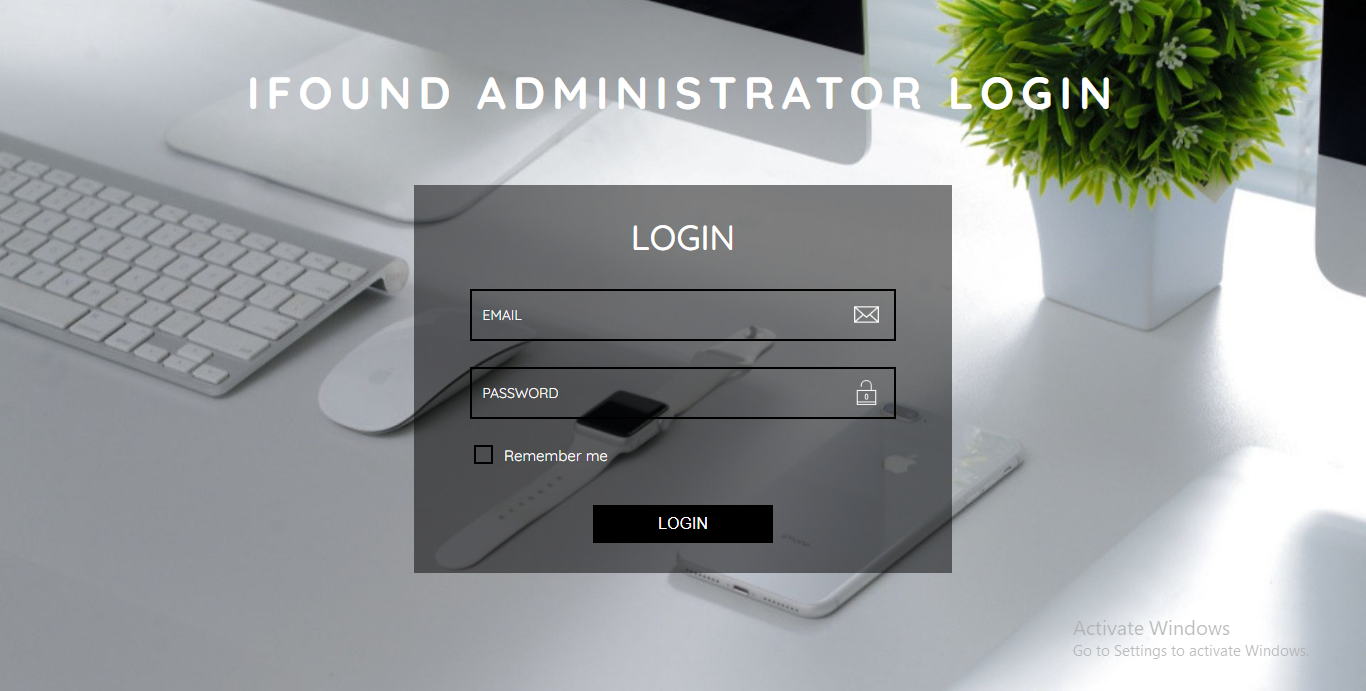 IFOUND ADMINISTRATOR LOGIN
LOGIN
EMAIL
PASSWORD
Remember me
LOGIN
Activate Windows
Go to Settings to activate Windows.